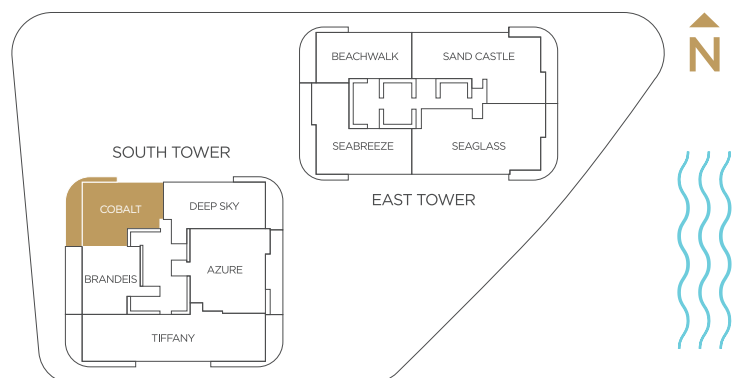 N
BEACHWALK
SAND CASTLE
SEABREEZE
SEAGLASS
EAST TOWER
SOUTH TOWER
COBALT
DEEP SKY
BRANDEIS
AZURE
TIFFANY